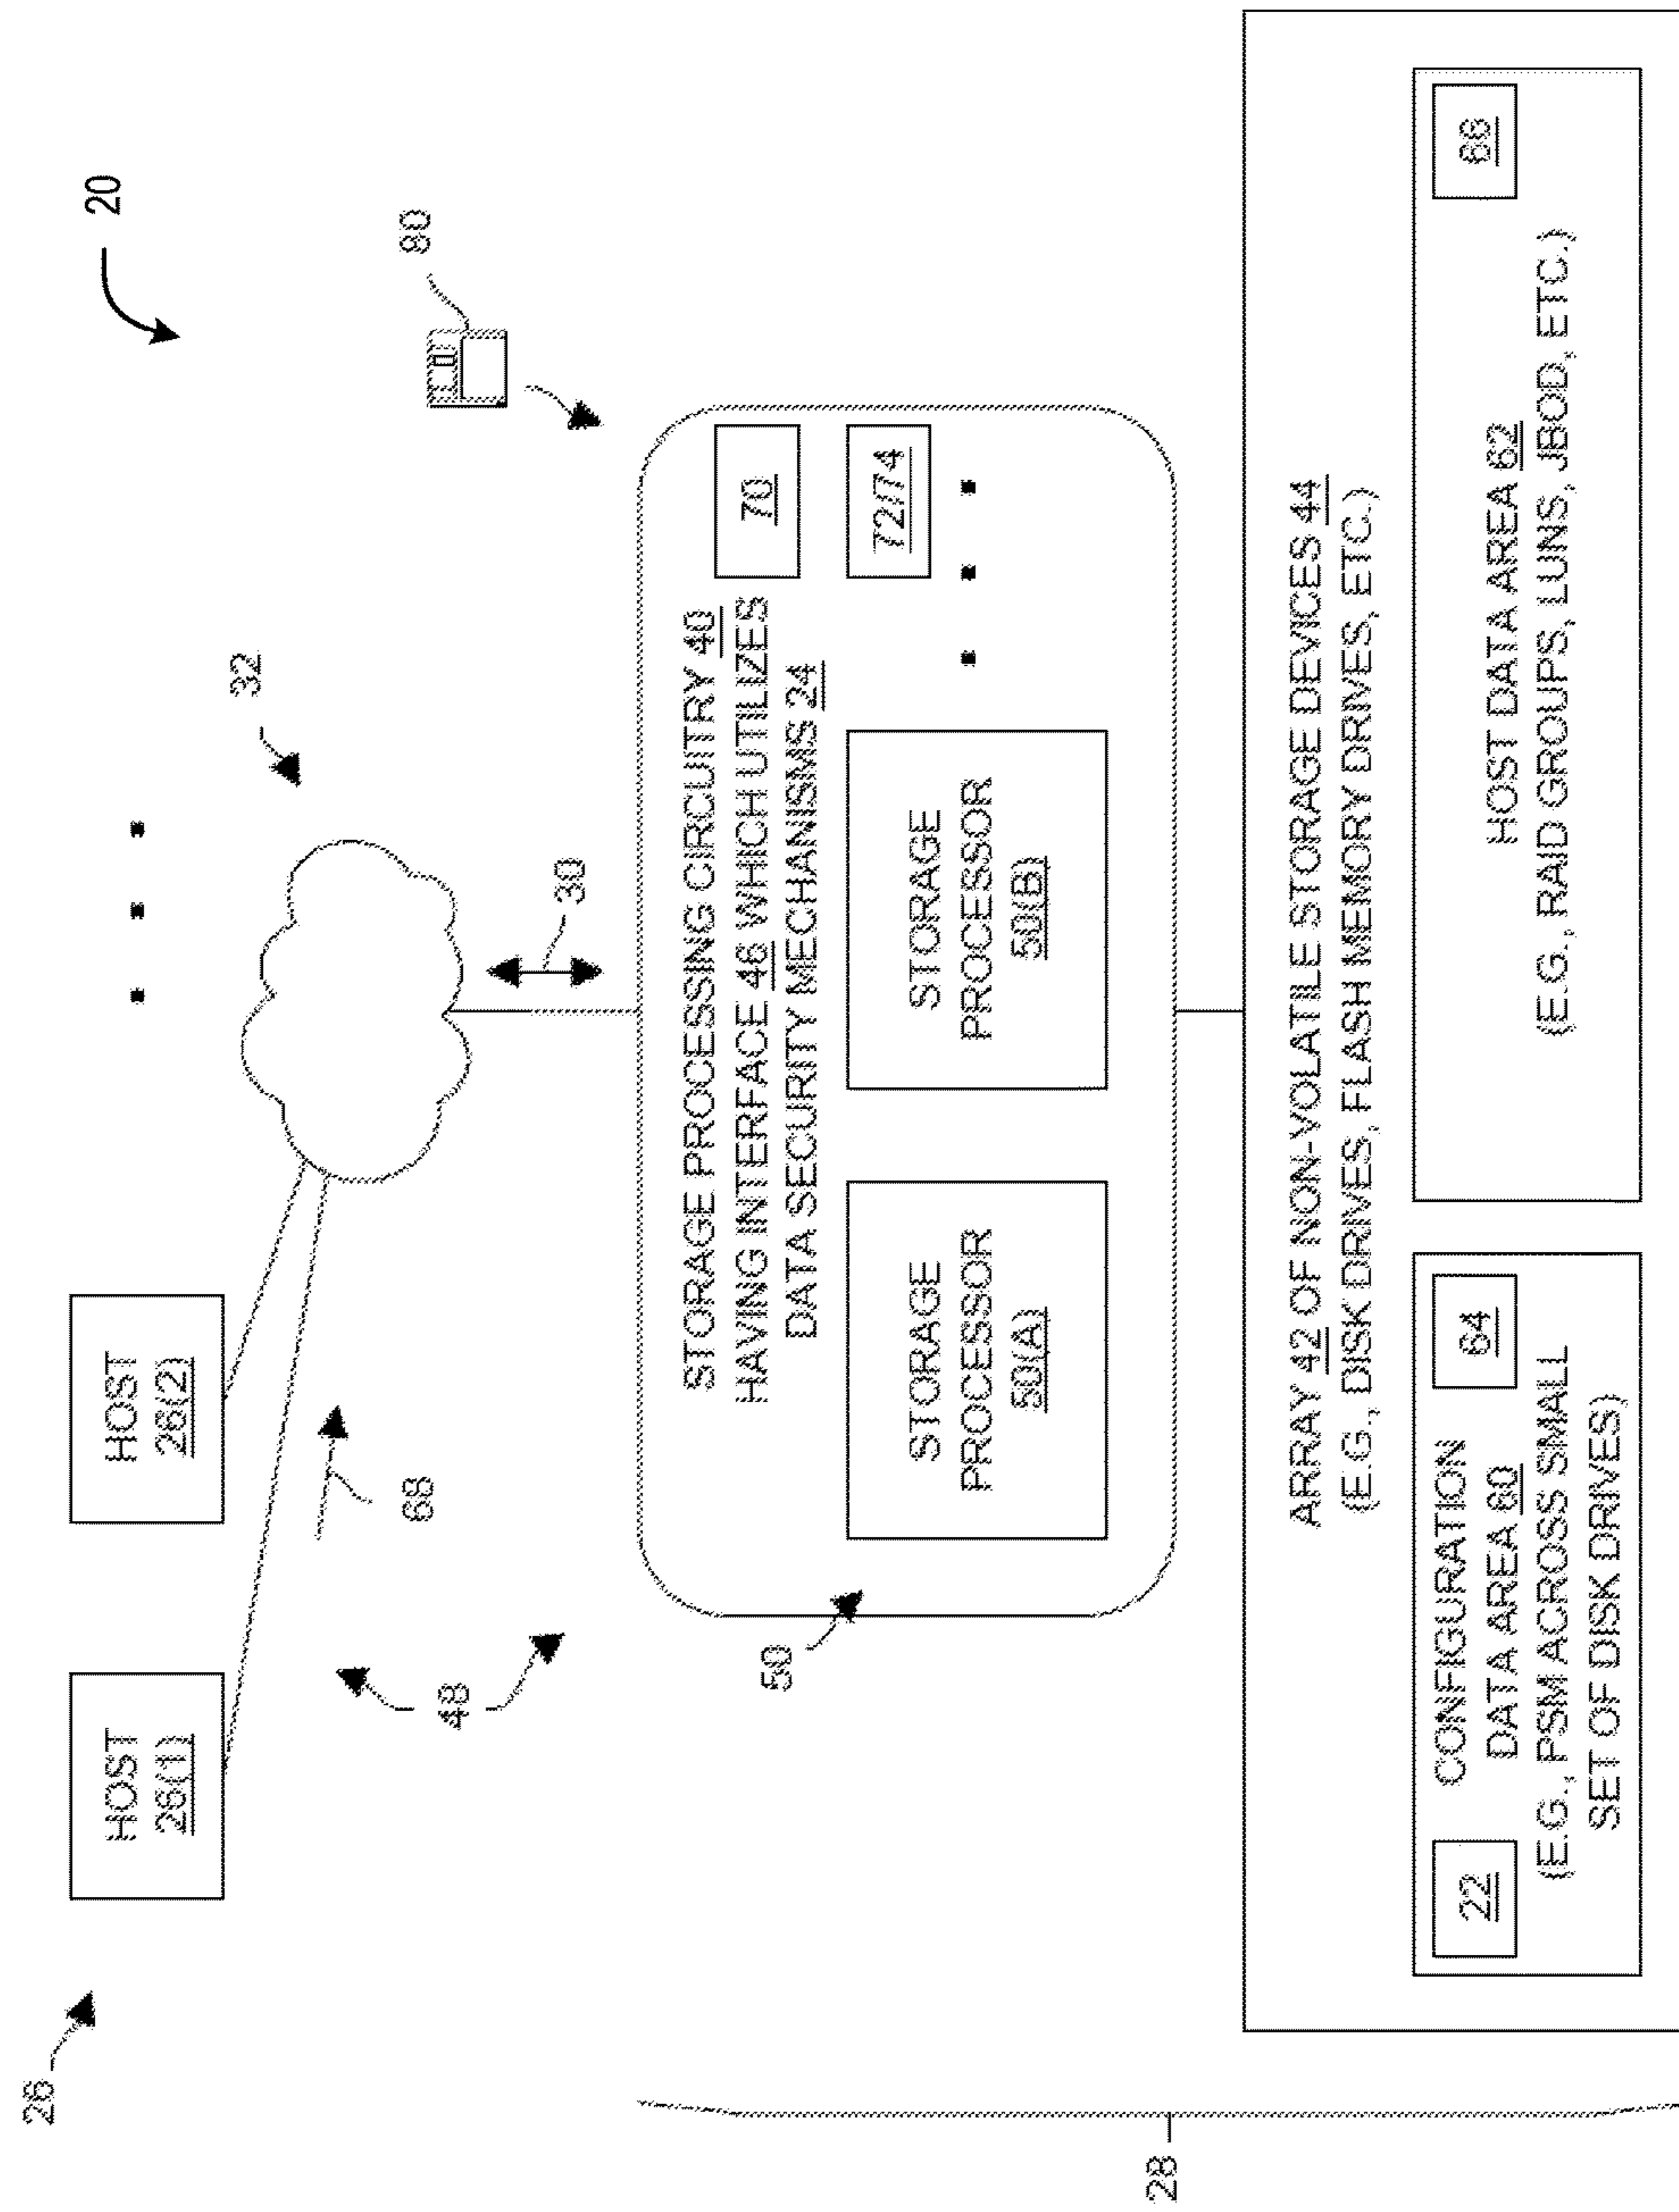 20
26
HOST
26(1)
HOST
26(2)
32
68
48
30
80
STORAGE PROCESSING CIRCUITRY 40
HAVING INTERFACE 46 WHICH UTILIZES
DATA SECURITY MECHANISMS 24
70
72/74
50
STORAGE
PROCESSOR
50(A)
STORAGE
PROCESSOR
50(B)
28
ARRAY 42 OF NON-VOLATILE STORAGE DEVICES 44
(E.G., DISK DRIVES, FLASH MEMORY DRIVES, ETC.)
22
CONFIGURATION
DATA AREA 60
64
(E.G., PSM ACROSS SMALL
SET OF DISK DRIVES)
HOST DATA AREA 62
(E.G., RAID GROUPS, LUNS, JBOD, ETC.)